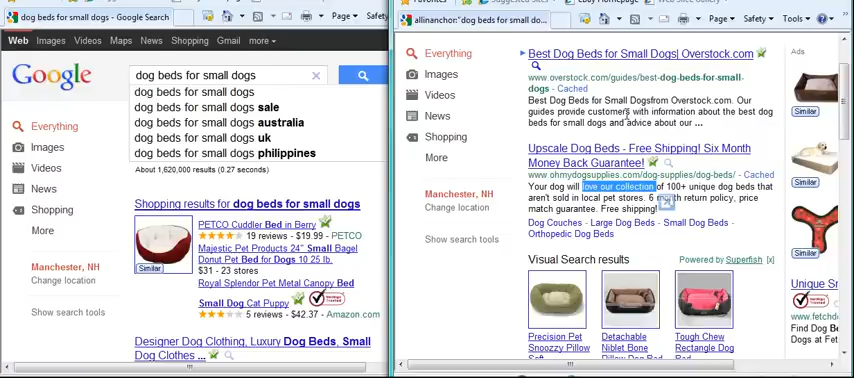 dog beds for small dogs - Google Search
Page
Safety
Web Images Videos Maps News Shopping Gmail more
Google
dog beds for small dogs
dog beds for small dogs
dog beds for small dogs sale
dog beds for small dogs australia
dog beds for small dogs uk
dog beds for small dogs philippines
About 1,620,000 results (0.27 seconds)
Everything
Images
Videos
News
Shopping
More
Manchester, NH
Change location
Show search tools
Shopping results for dog beds for small dogs
Similar
PETCO Cuddler Bed in Berry
19 reviews - $19.99 - PETCO
Majestic Pet Products 24" Small Bagel
Donut Pet Bed for Dogs 10 25 lb.
$31 - 23 stores
Royal Splendor Pet Metal Canopy Bed
Small Dog Cat Puppy
5 reviews - $42.37 - Amazon.com
Designer Dog Clothing, Luxury Dog Beds, Small
Dog Clothes ...
Favorites
allinanchor"dog beds for small do...
Page Safety Tools
Everything
Images
Videos
News
Shopping
More
Manchester, NH
Change location
Show search tools
Best Dog Beds for Small Dogs| Overstock.com
www.overstock.com/guides/best-dog-beds-for-small-
dogs - Cached
Best Dog Beds for Small Dogsfrom Overstock.com. Our
guides provide customers with information about the best dog
beds for small dogs and advice about our ...
Upscale Dog Beds - Free Shipping! Six Month
Money Back Guarantee!
www.ohmydogsupplies.com/dog-supplies/dog-beds/ - Cached
Your dog will love our collection of 100+ unique dog beds that
aren't sold in local pet stores. 6 month return policy, price
match guarantee. Free shipping!
Dog Couches - Large Dog Beds - Small Dog Beds -
Orthopedic Dog Beds
Visual Search results
Powered by Superfish [x]
Precision Pet
Snoozzy Pillow
Soft
Detachable
Niblet Bone
Pillow Dog Bed
Tough Chew
Rectangle Dog
Bed
Ads
Similar
Similar
Similar
Unique Sm
www.fetchdo
Find Dog Be
Dogs at Fet